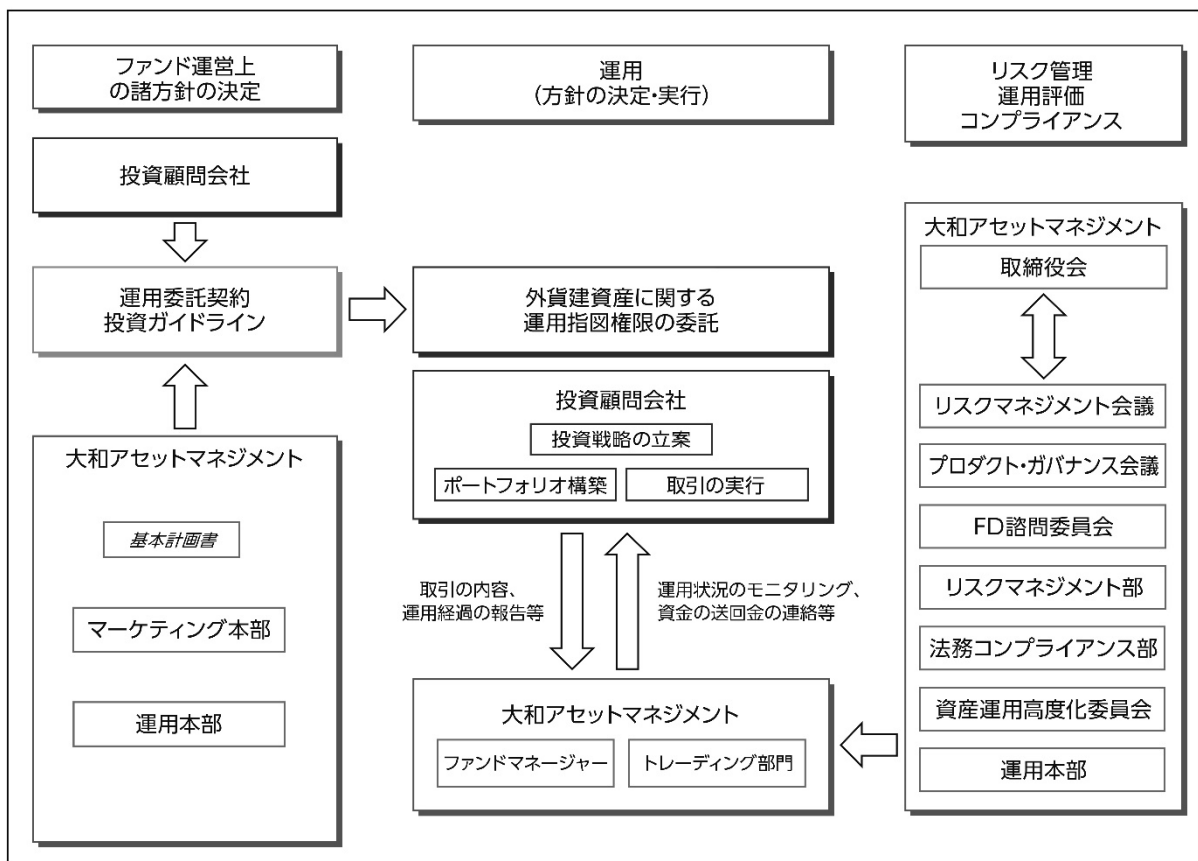 ファンド運営上
の諸方針の決定
投資顧問会社
運用委託契約
投資ガイドライン
大和アセットマネジメント
基本計画書
マーケティング本部
運用本部
運用
(方針の決定・実行)
外貨建資産に関する
運用指図権限の委託
投資顧問会社
投資戦略の立案
ポートフォリオ構築
取引の実行
取引の内容、
運用経過の報告等
運用状況のモニタリング、
資金の送回金の連絡等
大和アセットマネジメント
ファンドマネージャー
トレーディング部門
リスク管理
運用評価
コンプライアンス
大和アセットマネジメント
取締役会
リスクマネジメント会議
プロダクト・ガバナンス会議
FD諮問委員会
リスクマネジメント部
法務コンプライアンス部
資産運用高度化委員会
運用本部